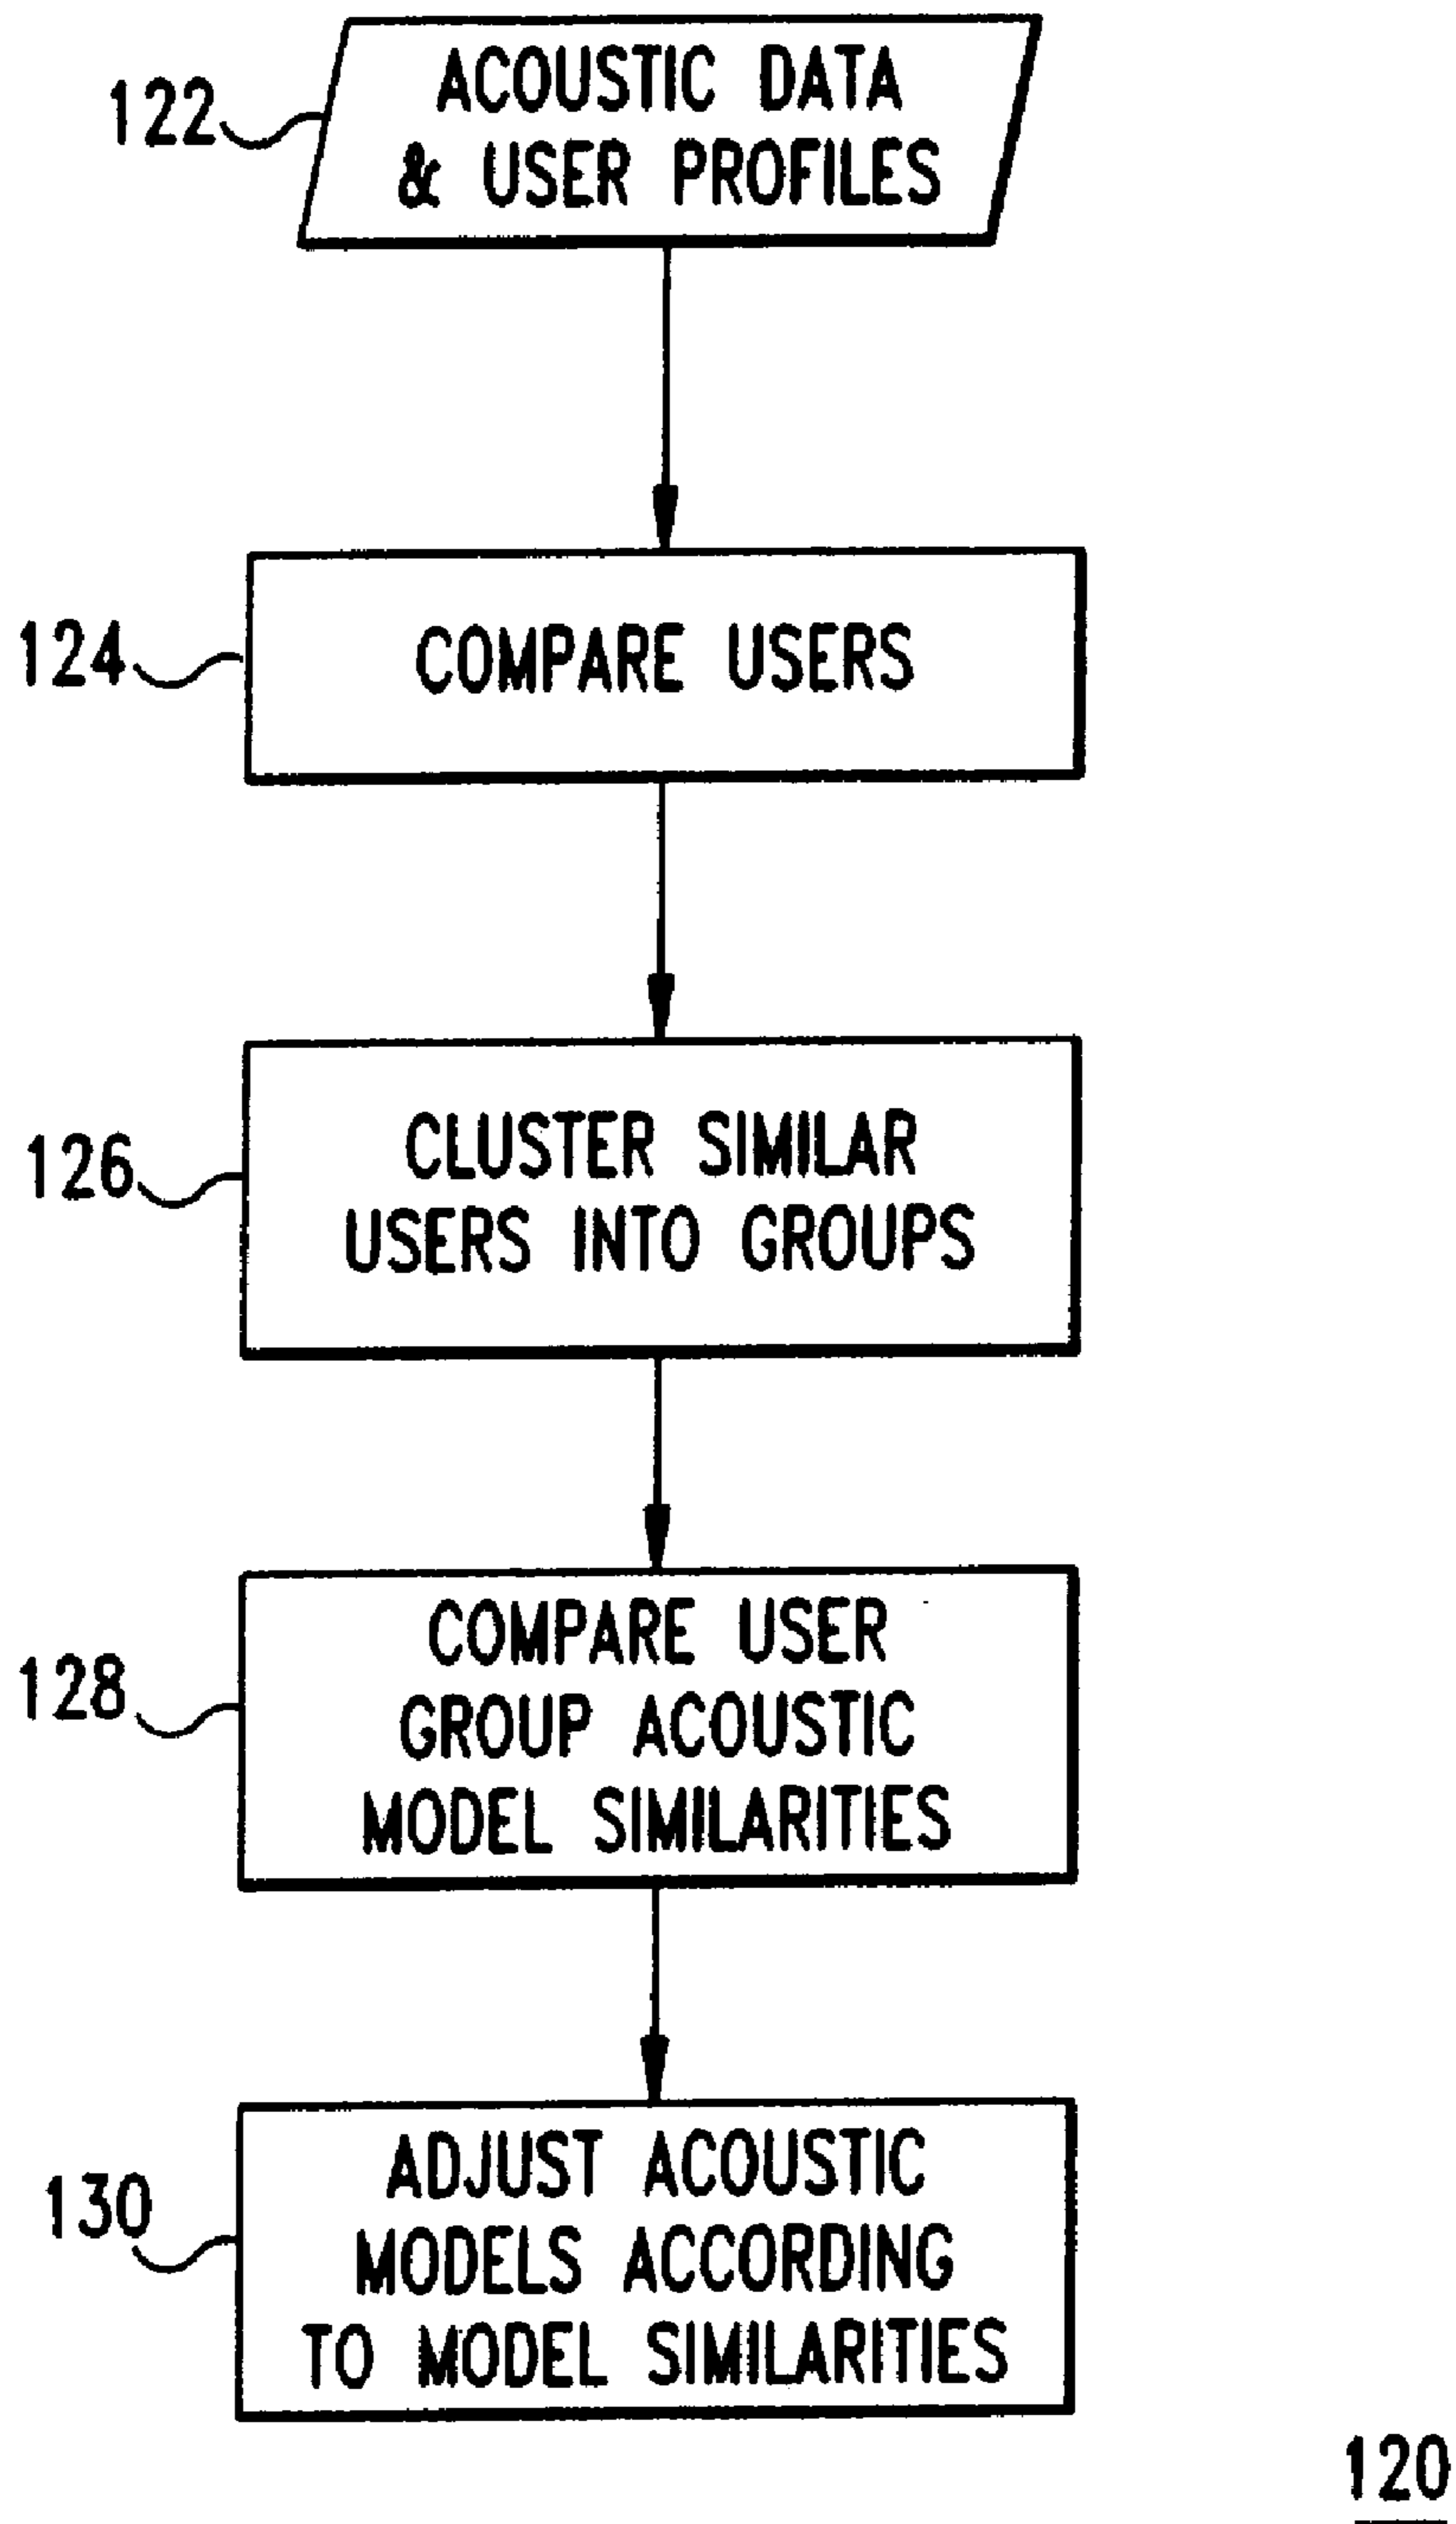 122
ACOUSTIC DATA
& USER PROFILES
124
COMPARE USERS
126
CLUSTER SIMILAR
USERS INTO GROUPS
128
COMPARE USER
GROUP ACOUSTIC
MODEL SIMILARITIES
130
ADJUST ACOUSTIC
MODELS ACCORDING
TO MODEL SIMILARITIES
120